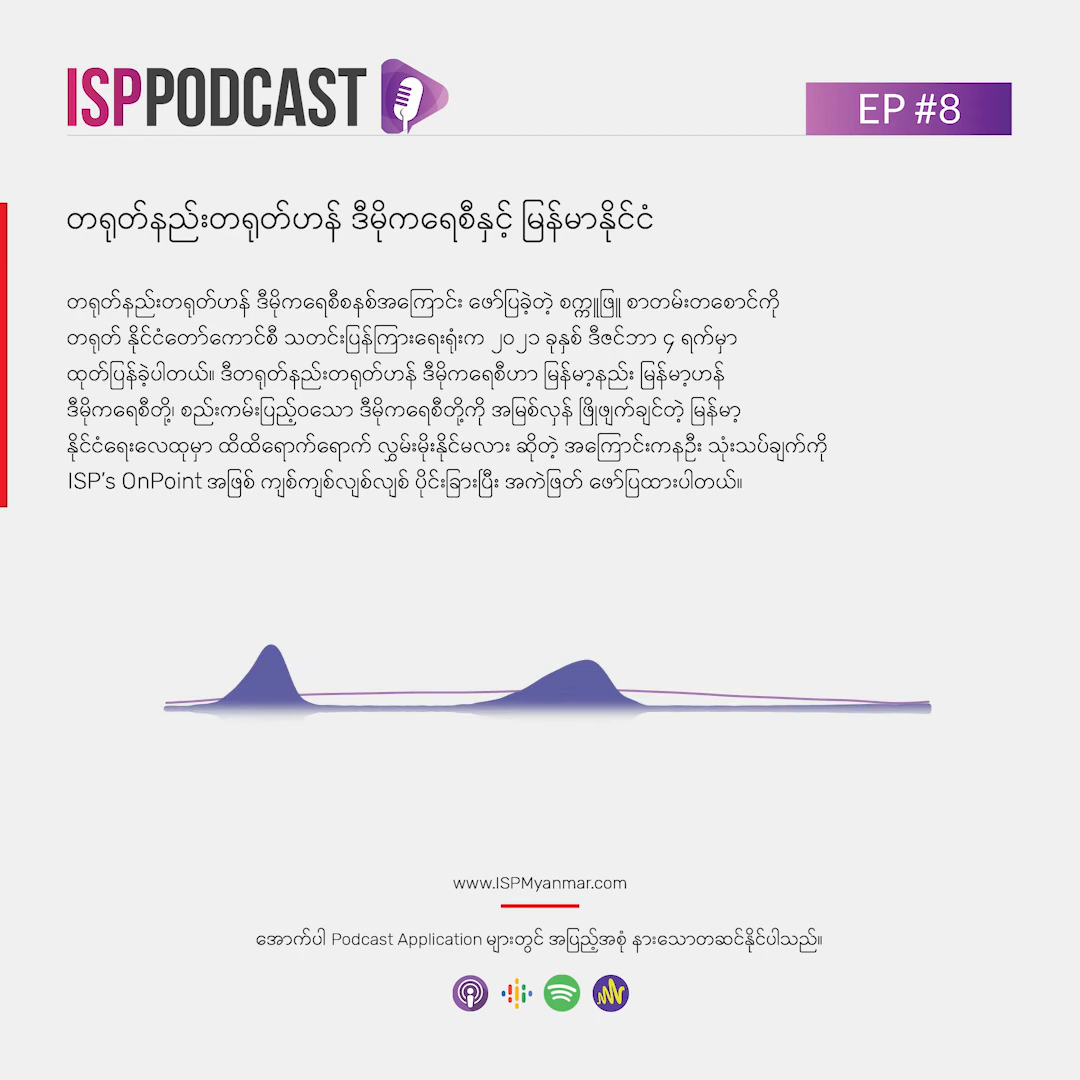 ISP PODCAST
EP #8
တရုတ်နည်းတရုတ်ဟန် ဒီမိုကရေစီနှင့် မြန်မာနိုင်ငံ
တရုတ်နည်းတရုတ်ဟန် ဒီမိုကရေစီစနစ်အကြောင်း ဖော်ပြခဲ့တဲ့ စက္ကူဖြူ စာတမ်းတစောင်ကို
တရုတ် နိုင်ငံတော်ကောင်စီ သတင်းပြန်ကြားရေးရုံးက ၂၀၂၁ ခုနှစ် ဒီဇင်ဘာ ၄ ရက်မှာ
ထုတ်ပြန်ခဲ့ပါတယ်။ ဒီတရုတ်နည်းတရုတ်ဟန် ဒီမိုကရေစီဟာ မြန်မာ့နည်း မြန်မာ့ဟန်
ဒီမိုကရေစီတို့၊ စည်းကမ်းပြည့်ဝသော ဒီမိုကရေစီတို့ကို အမြစ်လှန် ဖြိုဖျက်ချင်တဲ့ မြန်မာ့
နိုင်ငံရေးလေထုမှာ ထိထိရောက်ရောက် လွှမ်းမိုးနိုင်မလား ဆိုတဲ့ အကြောင်းကနဦး သုံးသပ်ချက်ကို
ISP's OnPoint အဖြစ် ကျစ်ကျစ်လျစ်လျစ် ပိုင်းခြားပြီး အကဲဖြတ် ဖော်ပြထားပါတယ်။
www.ISPMyanmar.com
အောက်ပါ Podcast Application များတွင် အပြည့်အစုံ နားသောတဆင်နိုင်ပါသည်။